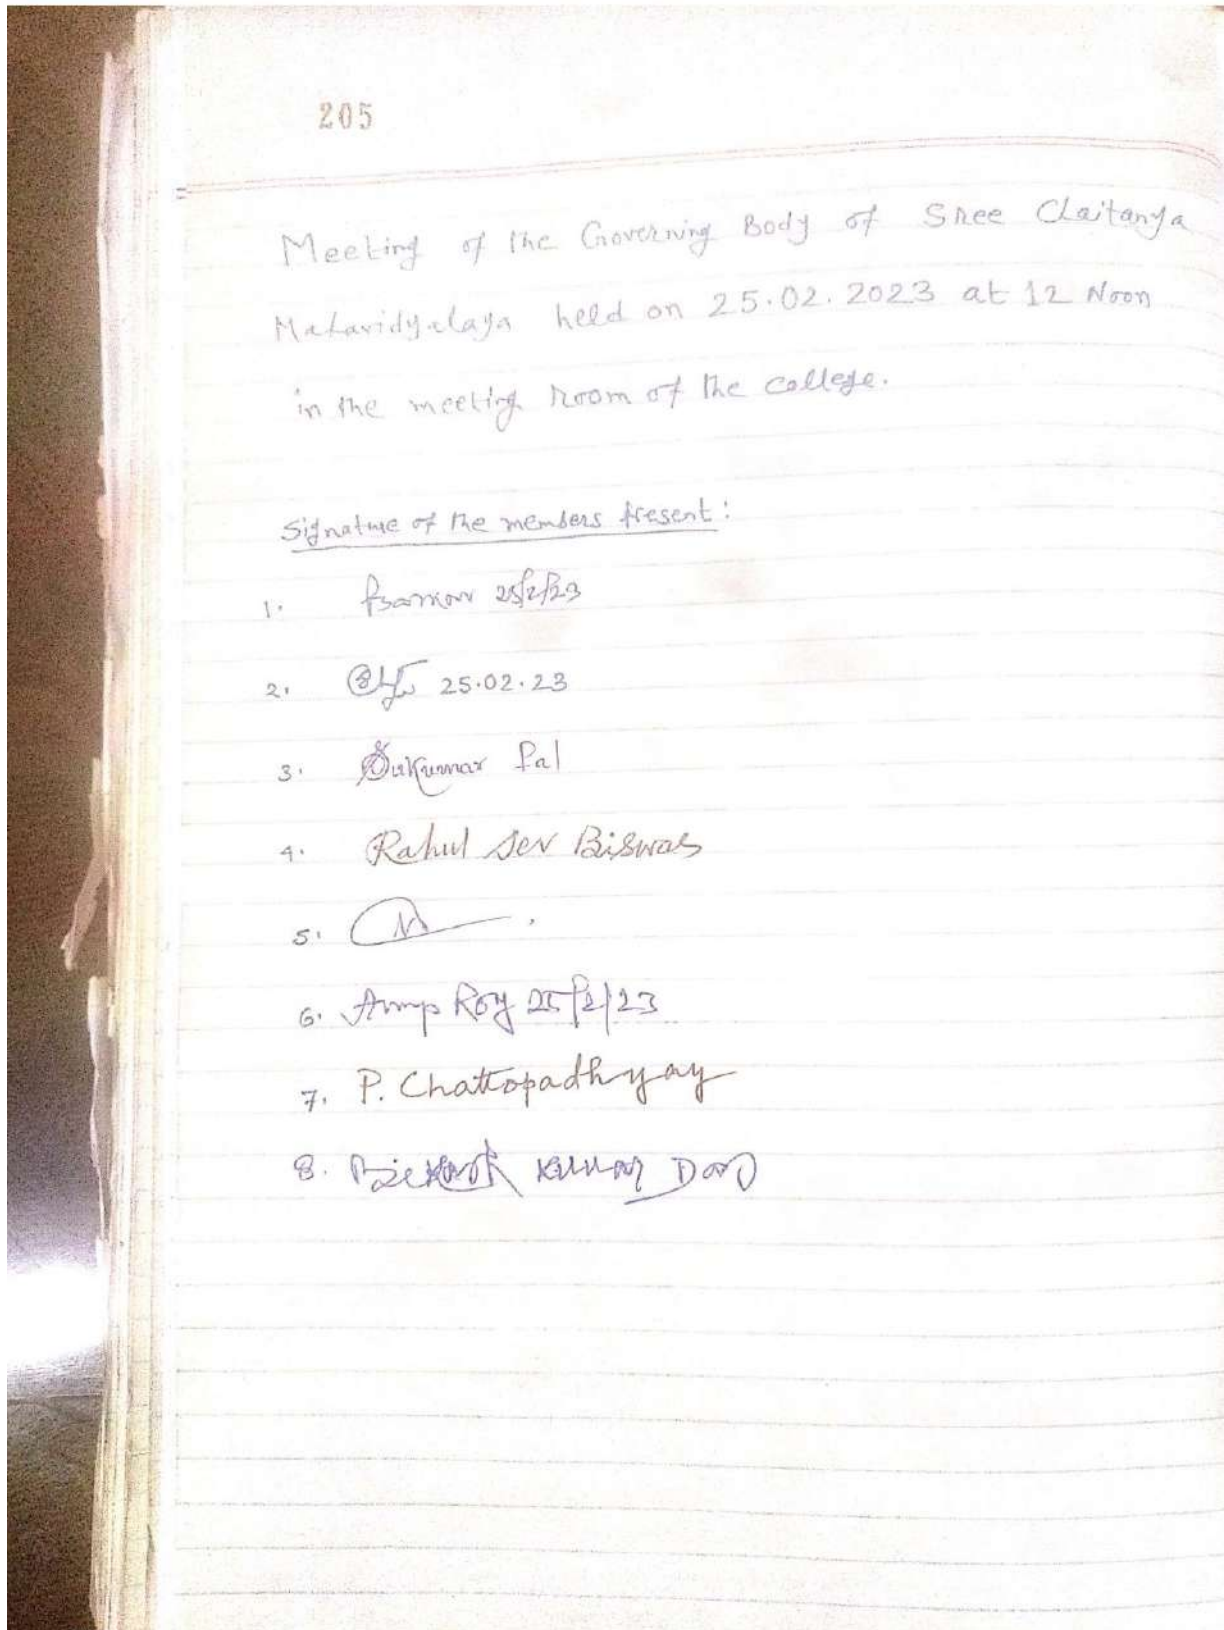 205
Meeting of the Governing Body of Sree Chaitanya
Mahavidyalaya held on 25.02.2023 at 12 Noon
in the meeting room of the college.
Signature of the members present:
1. 25/2/23
2. 25.02.23
3. Sukumar Pal
4. Rahul Dev Biswas
5.
6. Anup Roy 25/2/23
7. P. Chattopadhyay
8. Kumar Das